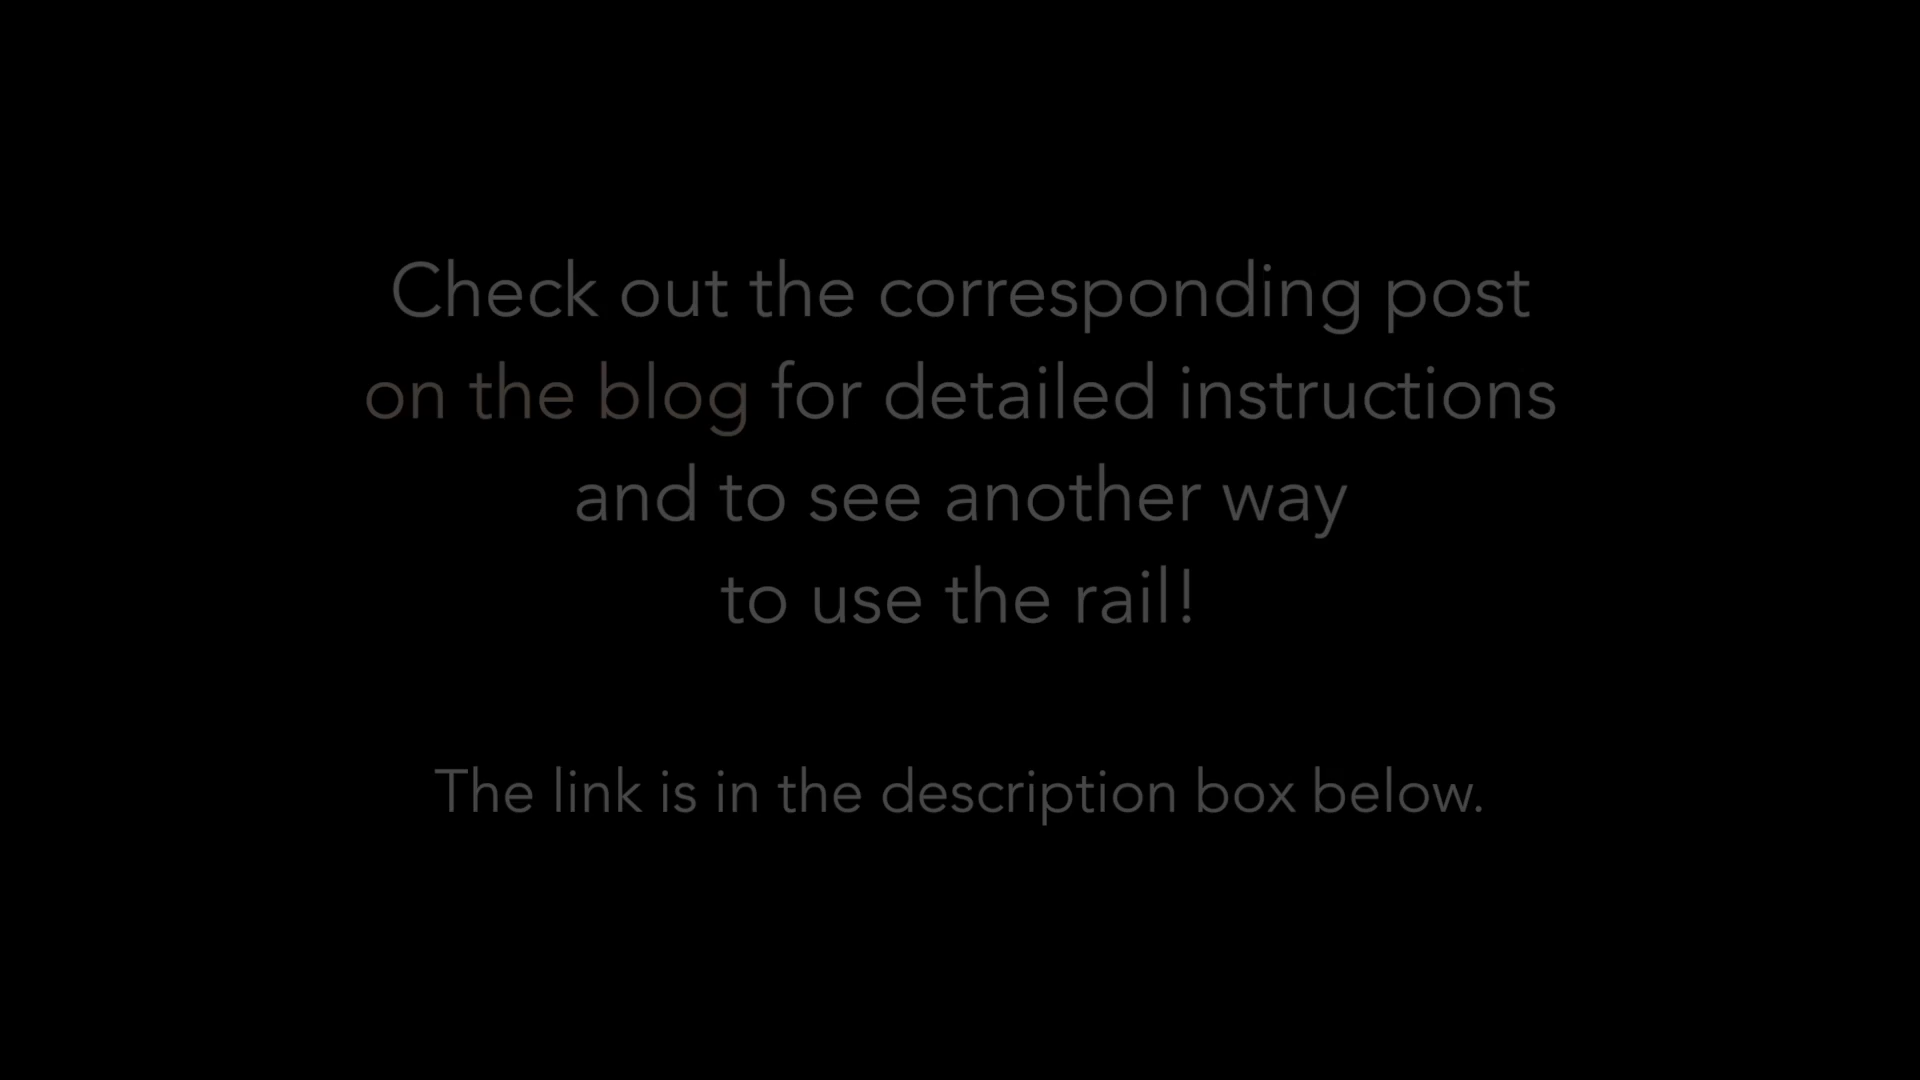 Check out the corresponding post
on the blog for detailed instructions
and to see another way
to use the rail!
The link is in the description box below.